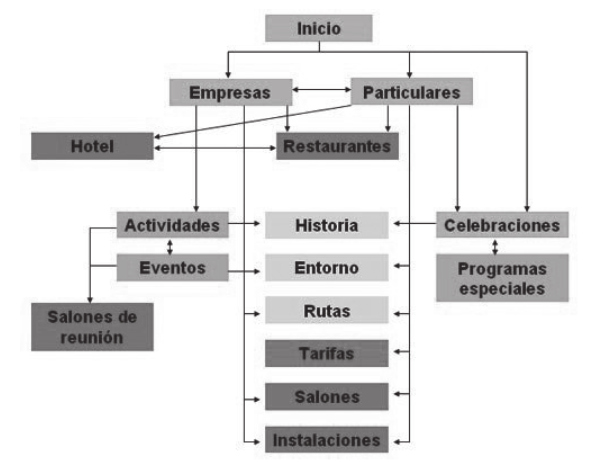 Inicio
Empresas
Particulares
Hotel
Restaurantes
Actividades
Historia
Celebraciones
Eventos
Entorno
Programas
especiales
Salones de
reunión
Rutas
Tarifas
Salones
Instalaciones